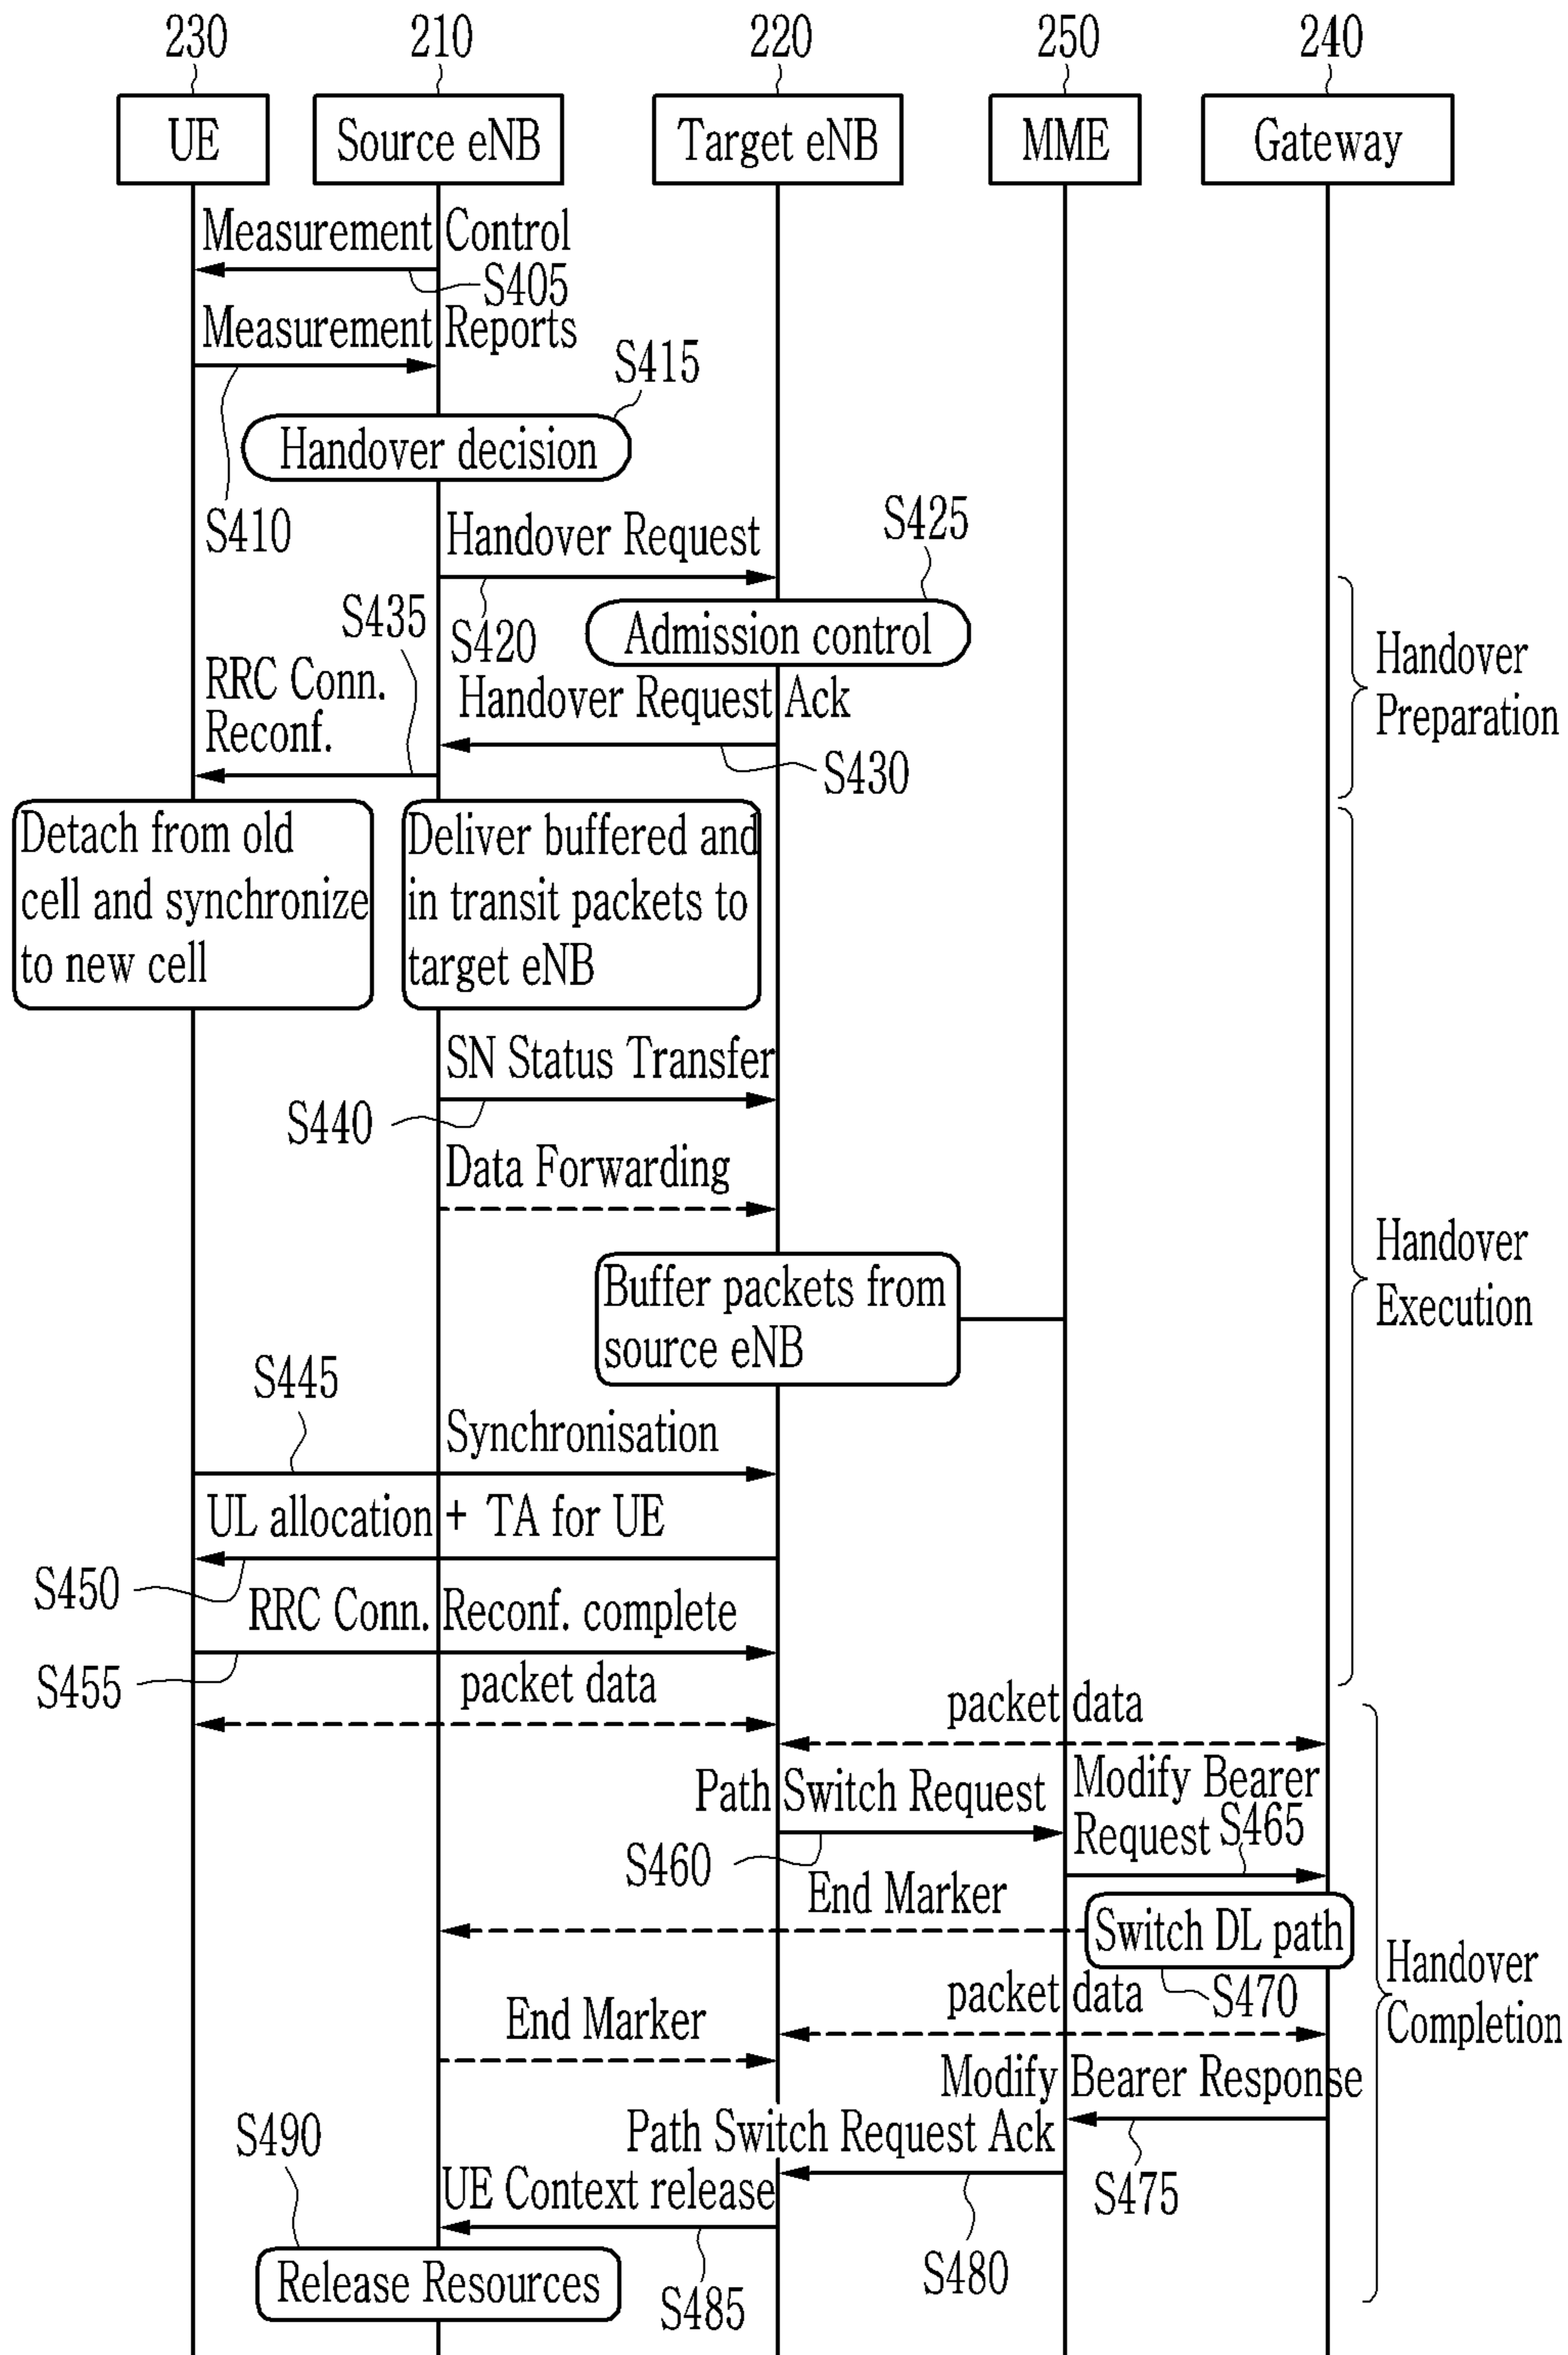 230
210
220
250
240
UE
Source eNB
Target eNB
MME
Gateway
Measurement Control
S405
Measurement Reports
S415
Handover decision
S410
S425
Handover Request
S435
S420
Admission control
RRC Conn.
Reconf.
Handover Request Ack
S430
Handover
Preparation
Detach from old
cell and synchronize
to new cell
Deliver buffered and
in transit packets to
target eNB
SN Status Transfer
S440
Data Forwarding
Buffer packets from
source eNB
Handover
Execution
S445
Synchronisation
UL allocation + TA for UE
S450
RRC Conn. Reconf. complete
S455
packet data
packet data
Path Switch Request
Modify Bearer
Request
S465
S460
End Marker
Switch DL path
packet data
S470
End Marker
Handover
Completion
Modify Bearer Response
S490
Path Switch Request Ack
S475
UE Context release
S480
Release Resources
S485